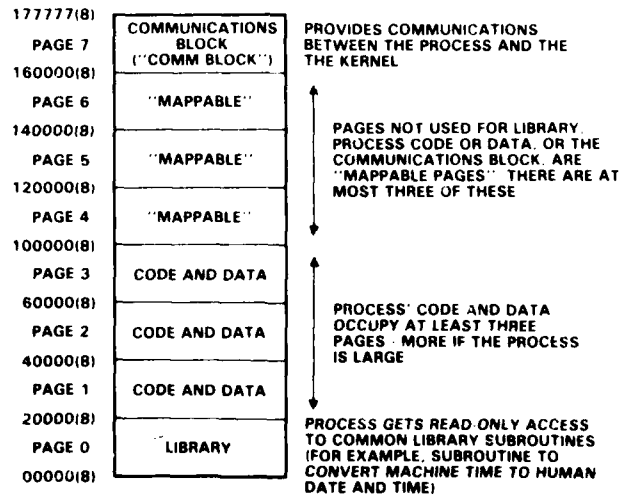 177777(8)
PAGE 7
COMMUNICATIONS
BLOCK
("COMM BLOCK")
PROVIDES COMMUNICATIONS
BETWEEN THE PROCESS AND THE
THE KERNEL
160000(8)
PAGE 6
"MAPPABLE"
140000(8)
PAGE 5
"MAPPABLE"
120000(8)
PAGE 4
"MAPPABLE"
PAGES NOT USED FOR LIBRARY,
PROCESS CODE OR DATA, OR THE
COMMUNICATIONS BLOCK, ARE
"MAPPABLE PAGES" THERE ARE AT
MOST THREE OF THESE
100000(8)
PAGE 3
CODE AND DATA
60000(8)
PAGE 2
CODE AND DATA
40000(8)
PAGE 1
CODE AND DATA
PROCESS' CODE AND DATA
OCCUPY AT LEAST THREE
PAGES - MORE IF THE PROCESS
IS LARGE
20000(8)
PAGE 0
LIBRARY
00000(8)
PROCESS GETS READ-ONLY ACCESS
TO COMMON LIBRARY SUBROUTINES
(FOR EXAMPLE, SUBROUTINE TO
CONVERT MACHINE TIME TO HUMAN
DATE AND TIME)